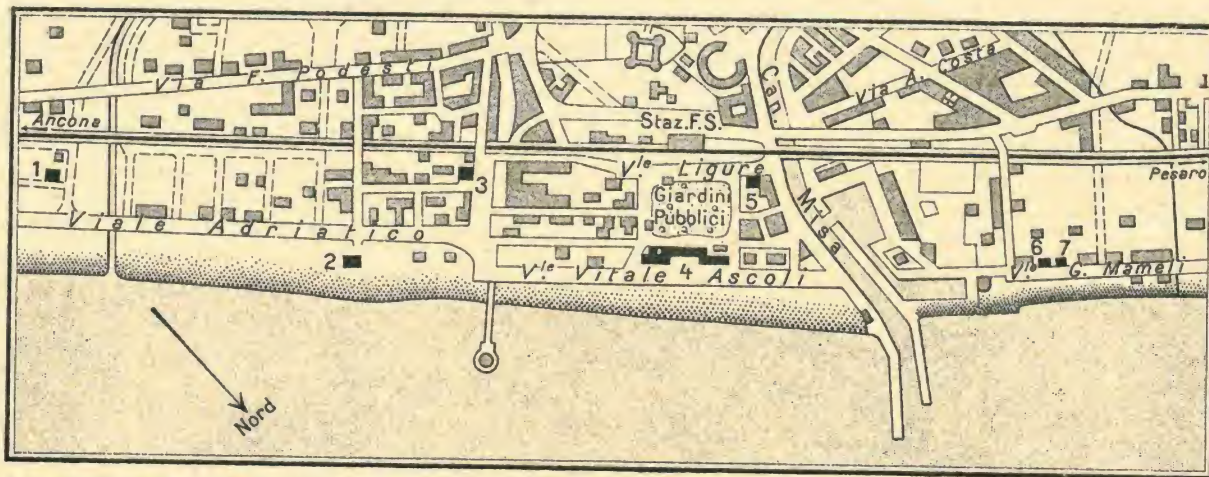 Via F. Podesti
Via A. Costa
Can. Misa
Ancona
Staz. F.S.
Pesaro
V.le Ligure
1
3
5
Giardini
Pubblici
Viale Adriatico
2
4
6 7
V.le Vitale Ascoli
V.le G. Mameli
Nord